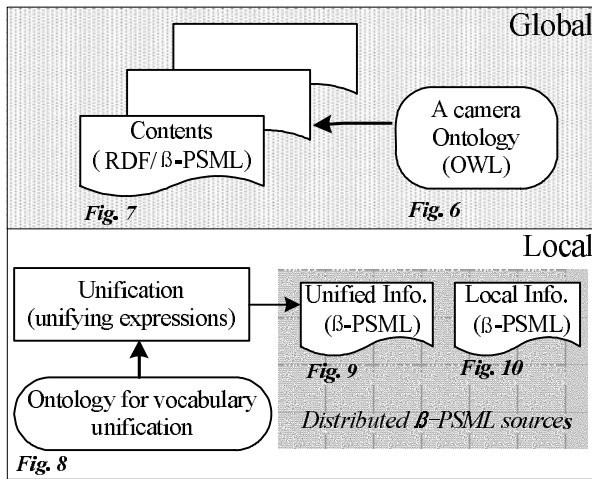 Global
Contents
(RDF/ß-PSML)
Fig. 7
A camera
Ontology
(OWL)
Fig. 6
Local
Unification
(unifying expressions)
Unified Info.
(ß-PSML)
Fig. 9
Local Info.
(ß-PSML)
Fig. 10
Ontology for vocabulary
unification
Distributed ß-PSML sources
Fig. 8